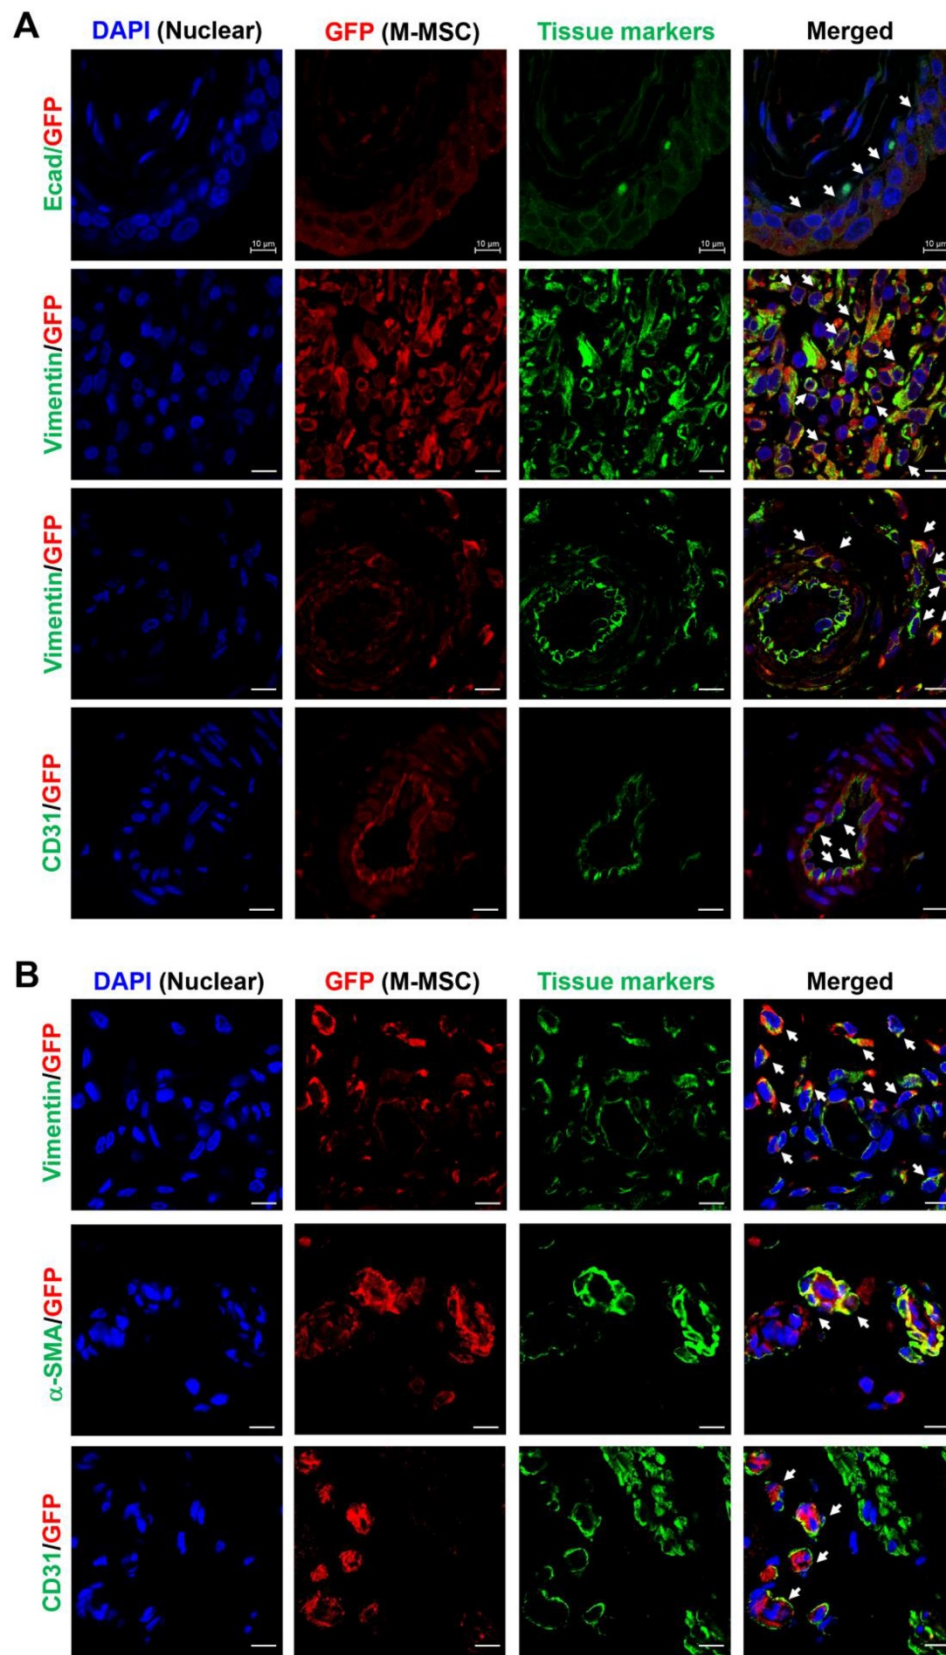 A
DAPI (Nuclear) GFP (M-MSC) Tissue markers Merged
Ecad/GFP
10 μm 10 μm 10 μm 10 μm
Vimentin/GFP
Vimentin/GFP
CD31/GFP
B
DAPI (Nuclear) GFP (M-MSC) Tissue markers Merged
Vimentin/GFP
α-SMA/GFP
CD31/GFP